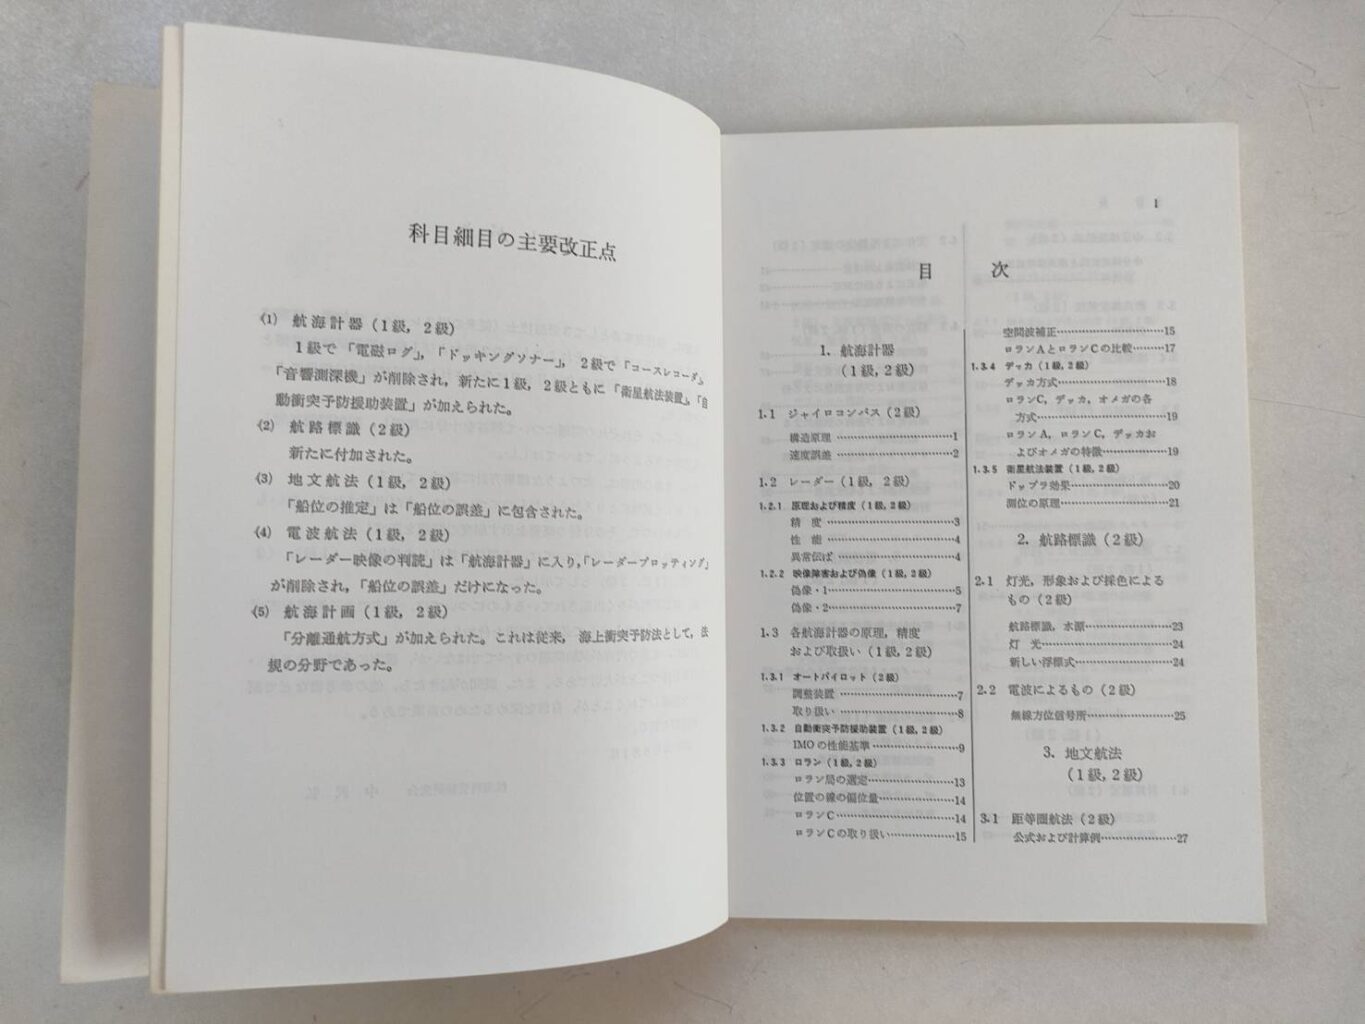 科目細目の主要改正点
(1) 航海計器(1級，2級)
1級で「電磁ログ」，「ドッキングソナー」，2級で「コースレコーダ」，
「音響測深機」が削除され，新たに1級，2級ともに「衛星航法装置」，「自
動衝突予防援助装置」が加えられた。
(2) 航路標識(2級)
新たに付加された。
(3) 地文航法(1級，2級)
「船位の推定」は「船位の誤差」に包含された。
(4) 電波航法(1級，2級)
「レーダー映像の判読」は「航海計器」に入り，「レーダープロッティング」
が削除され，「船位の誤差」だけになった。
(5) 航海計画(1級，2級)
「分離通航方式」が加えられた。これは従来，海上衝突予防法として，法
規の分野であった。
1
目 次
1. 航海計器
(1級，2級)
1.1 ジャイロコンパス(2級)
構造原理……………………1
速度誤差……………………2
1.2 レーダー(1級，2級)
1.2.1 原理および精度(1級，2級)
精 度……………………3
性 能……………………4
異常伝ぱ……………………4
1.2.2 映像障害および偽像(1級，2級)
偽像・1……………………5
偽像・2……………………7
1.3 各航海計器の原理，精度
および取扱い(1級，2級)
1.3.1 オートパイロット(2級)
調整装置……………………7
取り扱い……………………8
1.3.2 自動衝突予防援助装置(1級，2級)
IMOの性能基準………………9
1.3.3 ロラン(1級，2級)
ロラン局の選定………………13
位置の線の偏位量……………14
ロランC……………………14
ロランCの取り扱い…………15
空間波補正……………………15
ロランAとロランCの比較……17
1.3.4 デッカ(1級，2級)
デッカ方式……………………18
ロランC，デッカ，オメガの各
方式……………………19
ロランA，ロランC，デッカお
よびオメガの特徴……………19
1.3.5 衛星航法装置(1級，2級)
ドップラ効果…………………20
測位の原理……………………21
2. 航路標識(2級)
2.1 灯光，形象および採色による
もの(2級)
航路標識，水源………………23
灯 光……………………24
新しい浮標式…………………24
2.2 電波によるもの(2級)
無線方位信号所………………25
3. 地文航法
(1級，2級)
3.1 距等圏航法(2級)
公式および計算例……………27